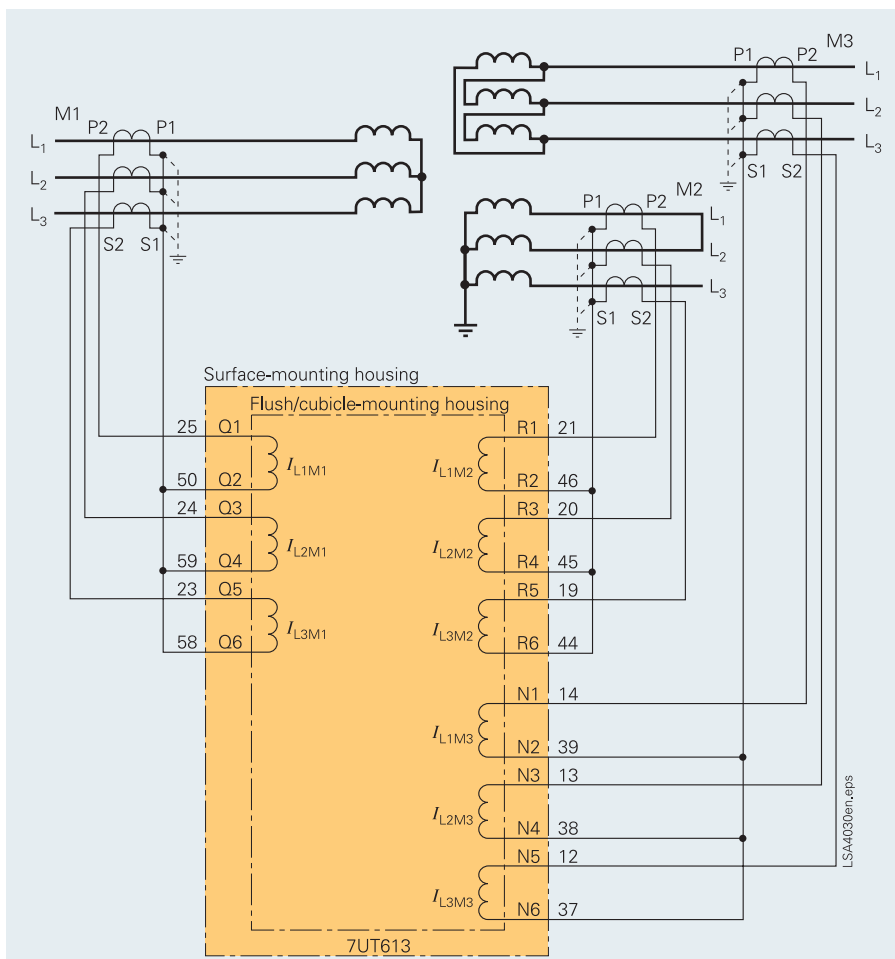 M3
P1 P2
L1
L2
L3
S1 S2
M1
P2 P1
L1
L2
L3
S2 S1
M2
P1 P2
L1
L2
L3
S1 S2
Surface-mounting housing
Flush/cubicle-mounting housing
25 Q1
IL1M1
50 Q2
24 Q3
IL2M1
59 Q4
23 Q5
IL3M1
58 Q6
R1 21
IL1M2
R2 46
R3 20
IL2M2
R4 45
R5 19
IL3M2
R6 44
N1 14
IL1M3
N2 39
N3 13
IL2M3
N4 38
N5 12
IL3M3
N6 37
7UT613
LSA4030en.eps